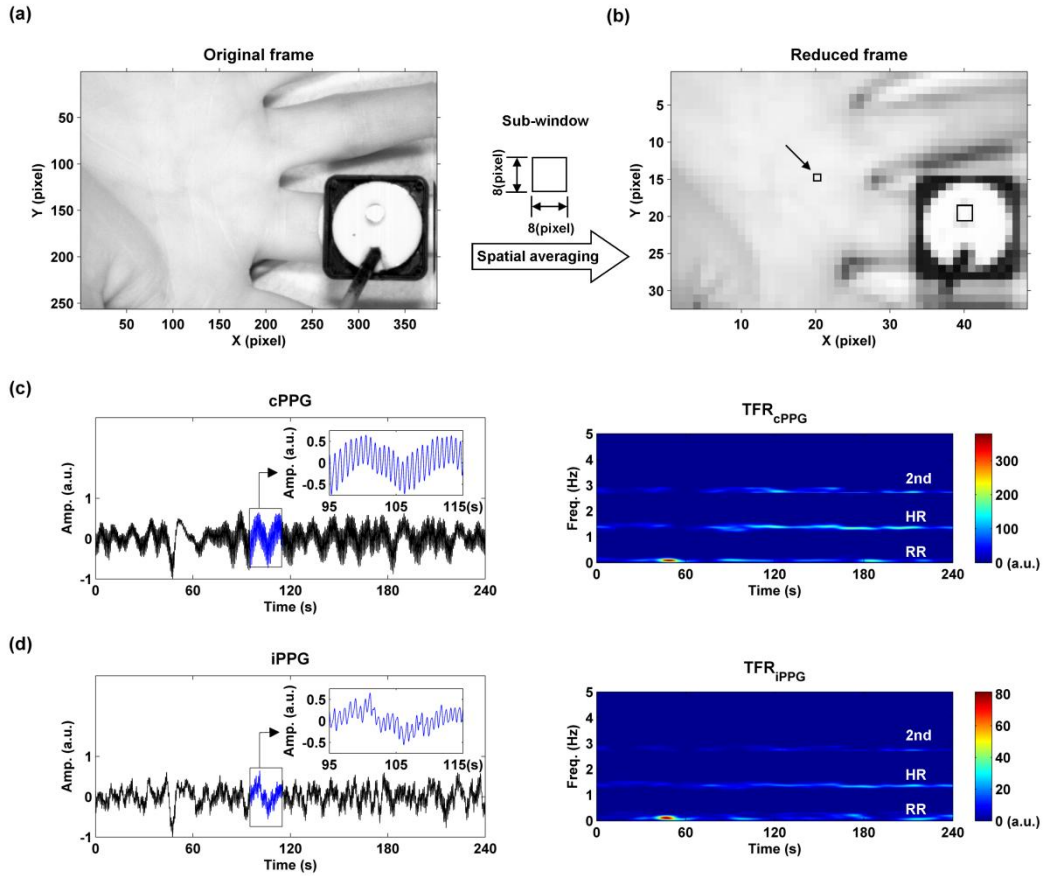 (a)
Original frame
Y (pixel)
50
100
150
200
250
50 100 150 200 250 300 350
X (pixel)
Sub-window
8(pixel)
8(pixel)
Spatial averaging
(b)
Reduced frame
Y (pixel)
5
10
15
20
25
30
10 20 30 40
X (pixel)
(c)
cPPG
Amp. (a.u.)
1
0
-1
0 60 120 180 240
Time (s)
Amp. (a.u.)
0.5
0
-0.5
95 105 115(s)
TFRcPPG
Freq. (Hz)
5
4
3
2
1
0
2nd
HR
RR
0 60 120 180 240
Time (s)
300
200
100
0 (a.u.)
(d)
iPPG
Amp. (a.u.)
1
0
-1
0 60 120 180 240
Time (s)
Amp. (a.u.)
0.5
0
-0.5
95 105 115(s)
TFRiPPG
Freq. (Hz)
5
4
3
2
1
0
2nd
HR
RR
0 60 120 180 240
Time (s)
80
60
40
20
0 (a.u.)